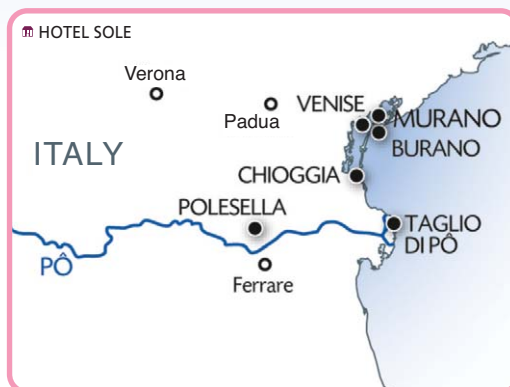 HOTEL SOLE
Verona
Padua
VENISE
MURANO
BURANO
ITALY
CHIOGGIA
POLESELLA
TAGLIO
DI PÔ
PÔ
Ferrare